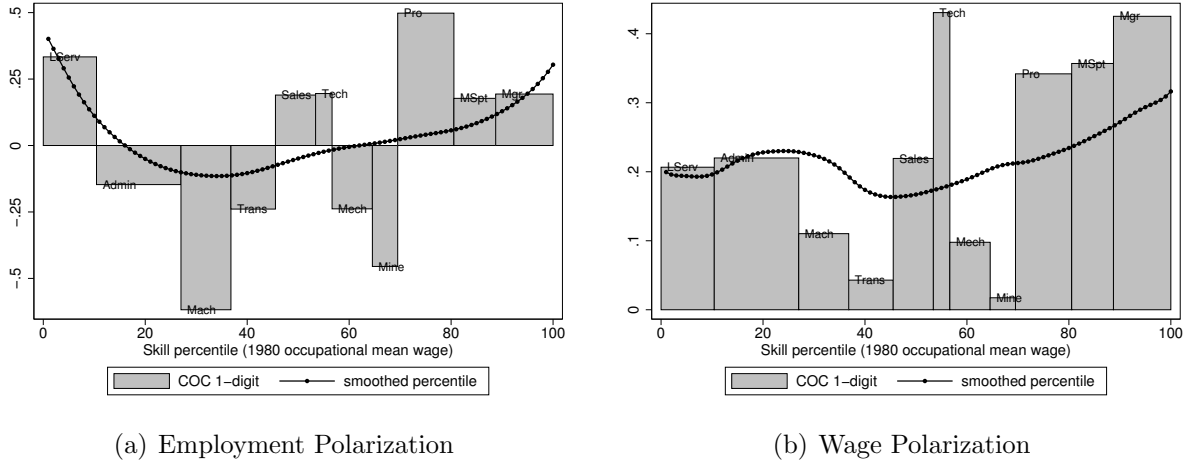 .5
.25
0
-.25
-.5
LServ
Admin
Mach
Trans
Sales
Tech
Mech
Mine
Pro
MSpt
Mgr
0 20 40 60 80 100
Skill percentile (1980 occupational mean wage)
COC 1−digit smoothed percentile
(a) Employment Polarization
.4
.3
.2
.1
0
LServ
Admin
Mach
Trans
Sales
Tech
Mech
Mine
Pro
MSpt
Mgr
0 20 40 60 80 100
Skill percentile (1980 occupational mean wage)
COC 1−digit smoothed percentile
(b) Wage Polarization